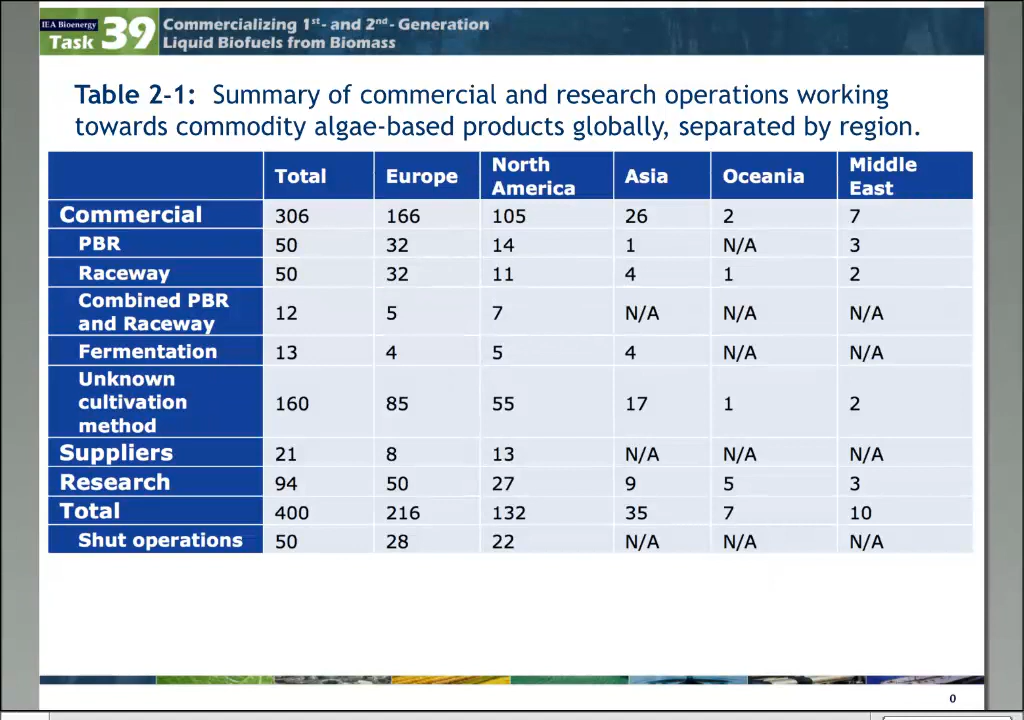 IEA Bioenergy
Task 39
Commercializing 1st- and 2nd- Generation
Liquid Biofuels from Biomass
Table 2-1: Summary of commercial and research operations working
towards commodity algae-based products globally, separated by region.
Total Europe North America Asia Oceania Middle East
Commercial 306 166 105 26 2 7
PBR 50 32 14 1 N/A 3
Raceway 50 32 11 4 1 2
Combined PBR and Raceway 12 5 7 N/A N/A N/A
Fermentation 13 4 5 4 N/A N/A
Unknown cultivation method 160 85 55 17 1 2
Suppliers 21 8 13 N/A N/A N/A
Research 94 50 27 9 5 3
Total 400 216 132 35 7 10
Shut operations 50 28 22 N/A N/A N/A
0